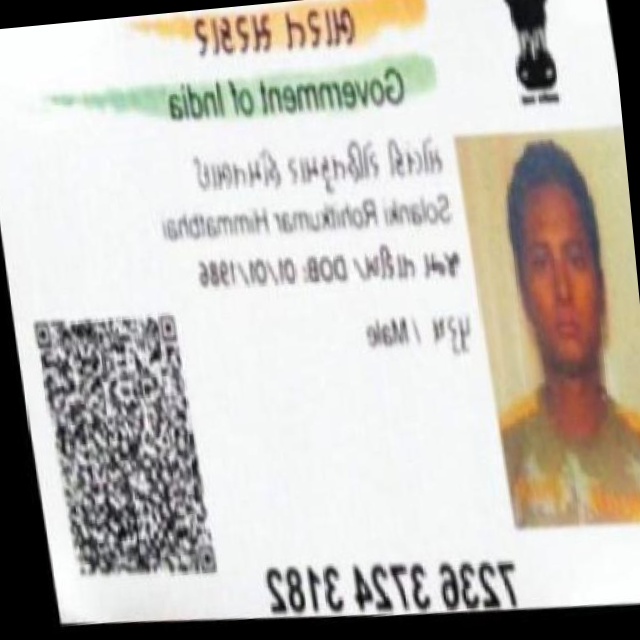 ભારત સરકાર
Government of India
સોલંકી રોહિતકુમાર હિંમતભાઈ
Solanki Rohitkumar Himmatbhai
જન્મ તારીખ / DOB: 01/01/1986
પુરુષ / Male
7236 3724 3182